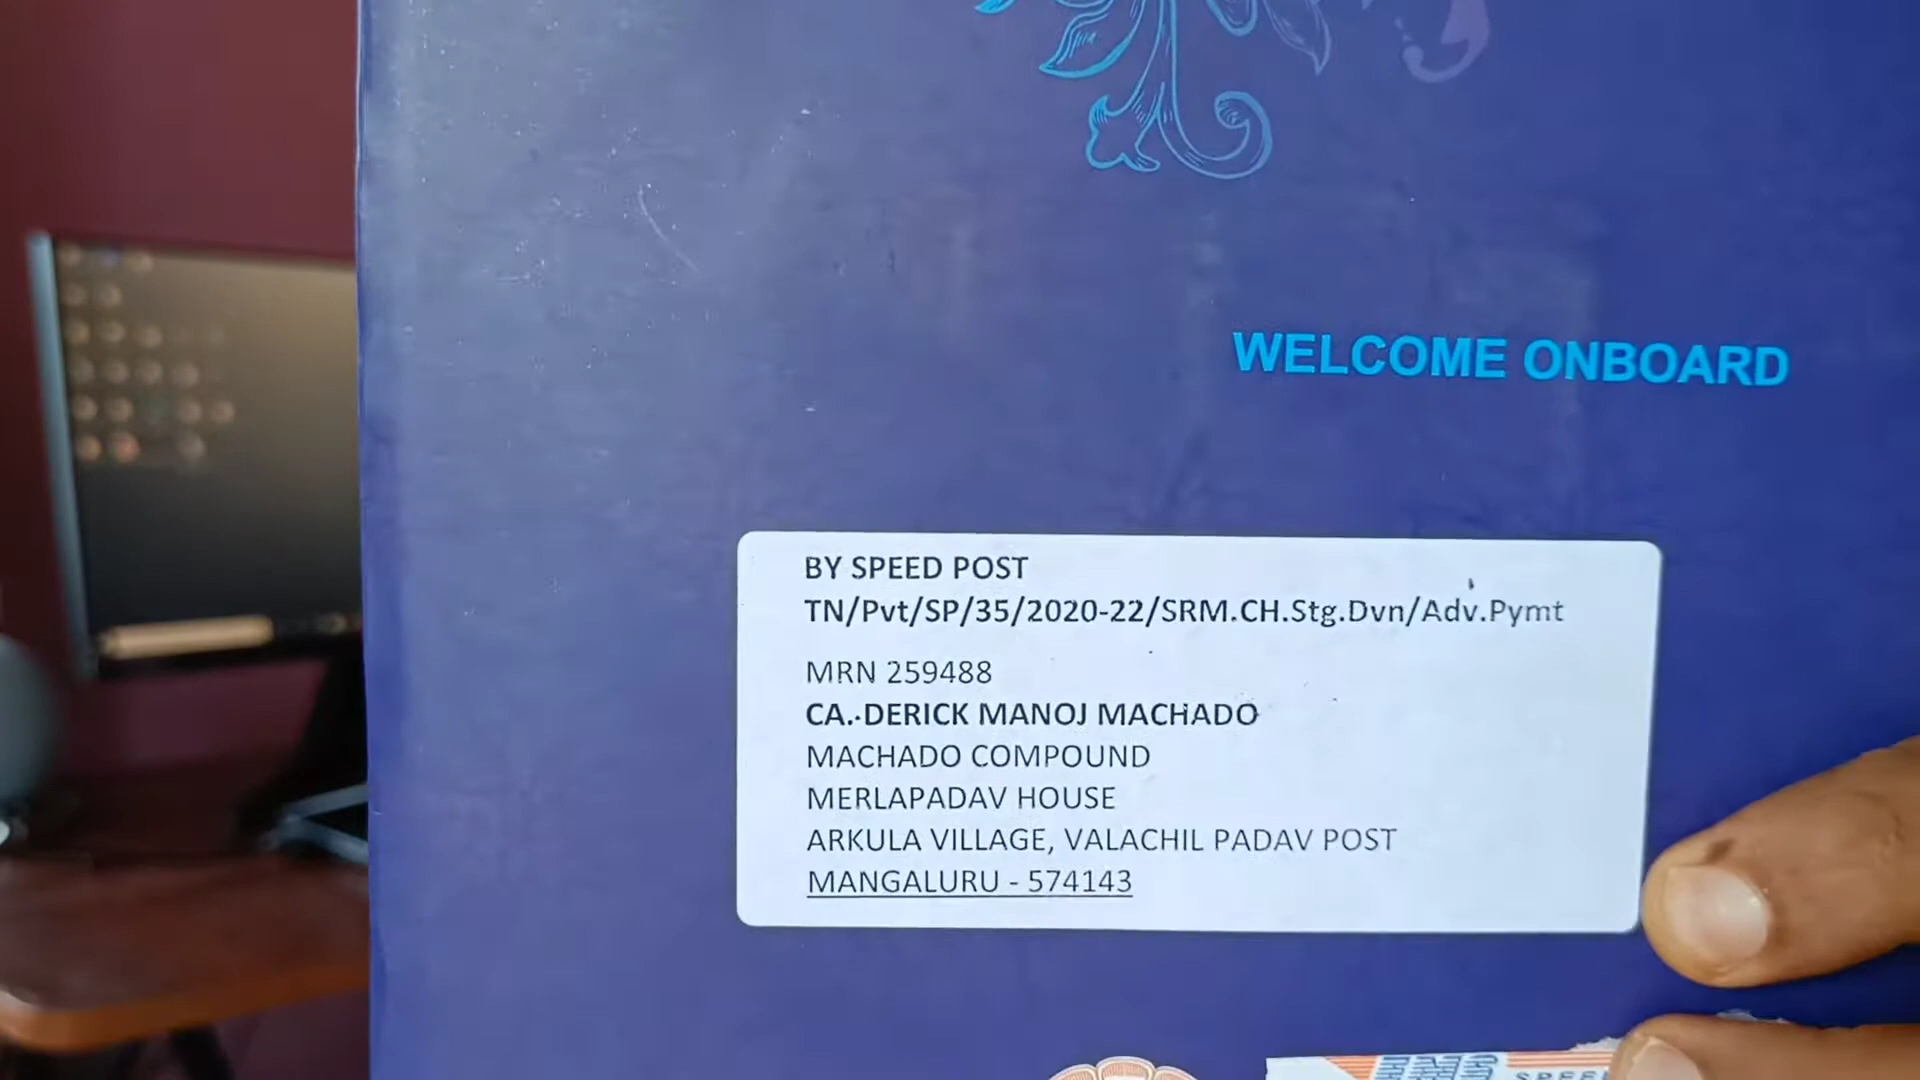 WELCOME ONBOARD
BY SPEED POST
TN/Pvt/SP/35/2020-22/SRM.CH.Stg.Dvn/Adv.Pymt
MRN 259488
CA. DERICK MANOJ MACHADO
MACHADO COMPOUND
MERLAPADAV HOUSE
ARKULA VILLAGE, VALACHIL PADAV POST
MANGALURU - 574143